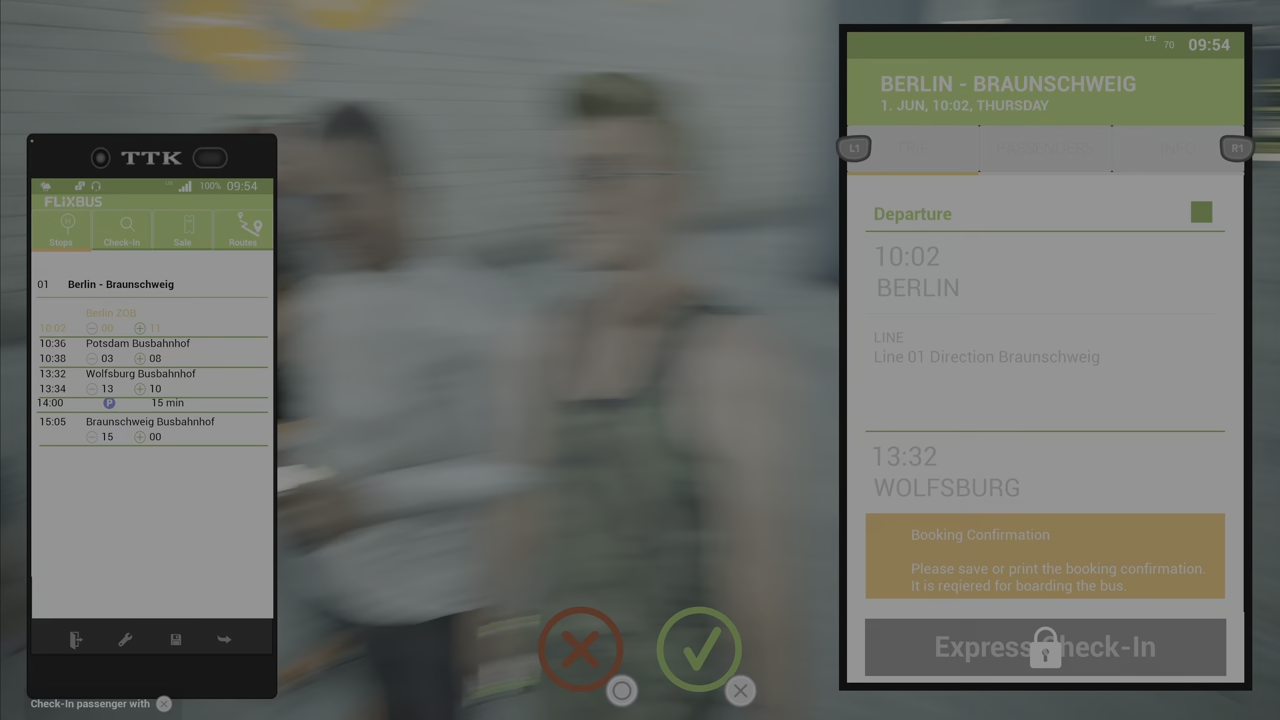 TTK
100% 09:54
FLIXBUS
Stops Check-In Sale Routes
01 Berlin - Braunschweig
Berlin ZOB
10:02 00 11
10:36 Potsdam Busbahnhof
10:38 03 08
13:32 Wolfsburg Busbahnhof
13:34 13 10
14:00 P 15 min
15:05 Braunschweig Busbahnhof
15 00
Check-In passenger with
LTE 70 09:54
BERLIN - BRAUNSCHWEIG
1. JUN, 10:02, THURSDAY
L1 TRIP PASSENGERS INFO R1
Departure
10:02
BERLIN
LINE
Line 01 Direction Braunschweig
13:32
WOLFSBURG
Booking Confirmation
Please save or print the booking confirmation.
It is reqiered for boarding the bus.
Express Check-In